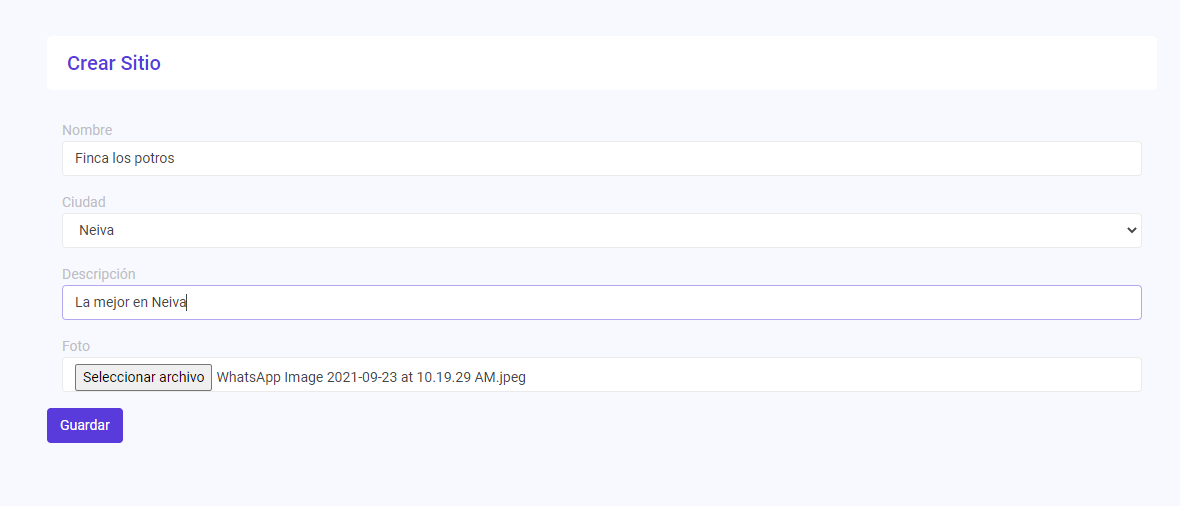 Crear Sitio
Nombre
Finca los potros
Ciudad
Neiva
Descripción
La mejor en Neiva
Foto
Seleccionar archivo WhatsApp Image 2021-09-23 at 10.19.29 AM.jpeg
Guardar